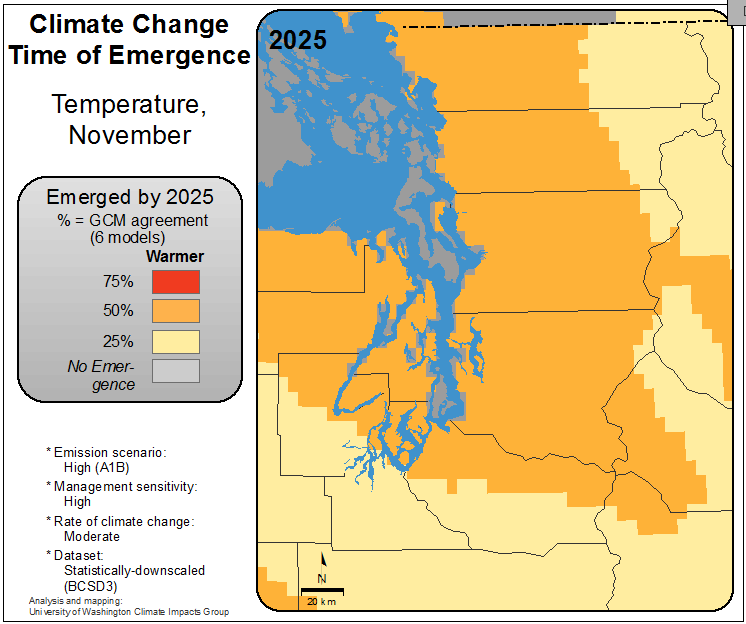 Climate Change
Time of Emergence
Temperature,
November
Emerged by 2025
% = GCM agreement
(6 models)
Warmer
75%
50%
25%
No Emer-
gence
* Emission scenario:
High (A1B)
* Management sensitivity:
High
* Rate of climate change:
Moderate
* Dataset:
Statistically-downscaled
(BCSD3)
Analysis and mapping:
University of Washington Climate Impacts Group
2025
N
20 km